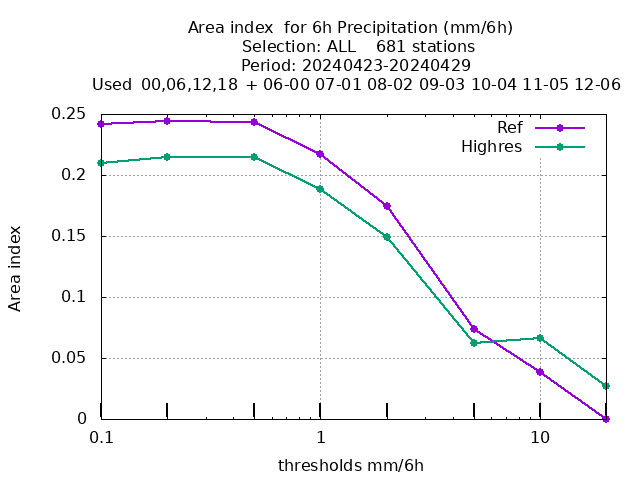 Area index  for 6h Precipitation (mm/6h)
Selection: ALL    681 stations
Period: 20240423-20240429
Used  00,06,12,18  + 06-00 07-01 08-02 09-03 10-04 11-05 12-06
Ref
Highres
0.25
0.2
0.15
0.1
0.05
0
Area index
0.1
1
10
thresholds mm/6h